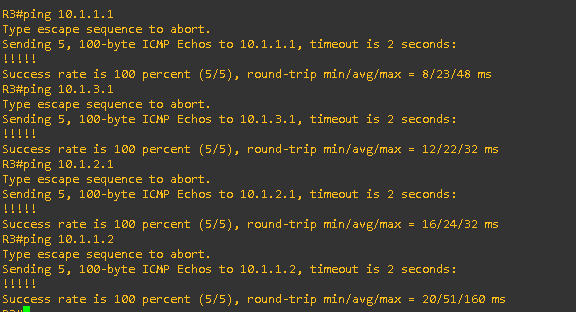 R3#ping 10.1.1.1
Type escape sequence to abort.
Sending 5, 100-byte ICMP Echos to 10.1.1.1, timeout is 2 seconds:
!!!!!
Success rate is 100 percent (5/5), round-trip min/avg/max = 8/23/48 ms
R3#ping 10.1.3.1
Type escape sequence to abort.
Sending 5, 100-byte ICMP Echos to 10.1.3.1, timeout is 2 seconds:
!!!!!
Success rate is 100 percent (5/5), round-trip min/avg/max = 12/22/32 ms
R3#ping 10.1.2.1
Type escape sequence to abort.
Sending 5, 100-byte ICMP Echos to 10.1.2.1, timeout is 2 seconds:
!!!!!
Success rate is 100 percent (5/5), round-trip min/avg/max = 16/24/32 ms
R3#ping 10.1.1.2
Type escape sequence to abort.
Sending 5, 100-byte ICMP Echos to 10.1.1.2, timeout is 2 seconds:
!!!!!
Success rate is 100 percent (5/5), round-trip min/avg/max = 20/51/160 ms
R3#